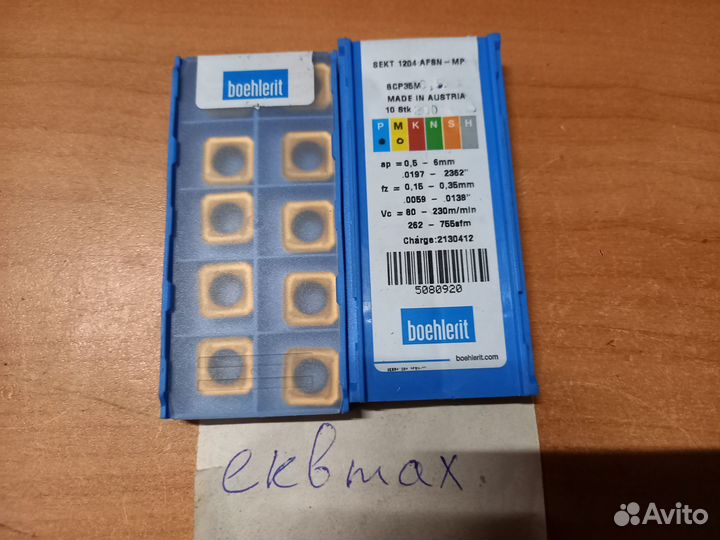 boehlerit
SEKT 1204 AFSN-MP
BCP35M
MADE IN AUSTRIA
10 Stk
P M K N S H
ap = 0,5 - 6mm
.0197 - .2362"
fz = 0,15 - 0,35mm
.0059 - .0138"
Vc = 80 - 230m/min
262 - 755sfm
Charge:2130412
5080920
boehlerit
boehlerit.com
eквтах
Avito